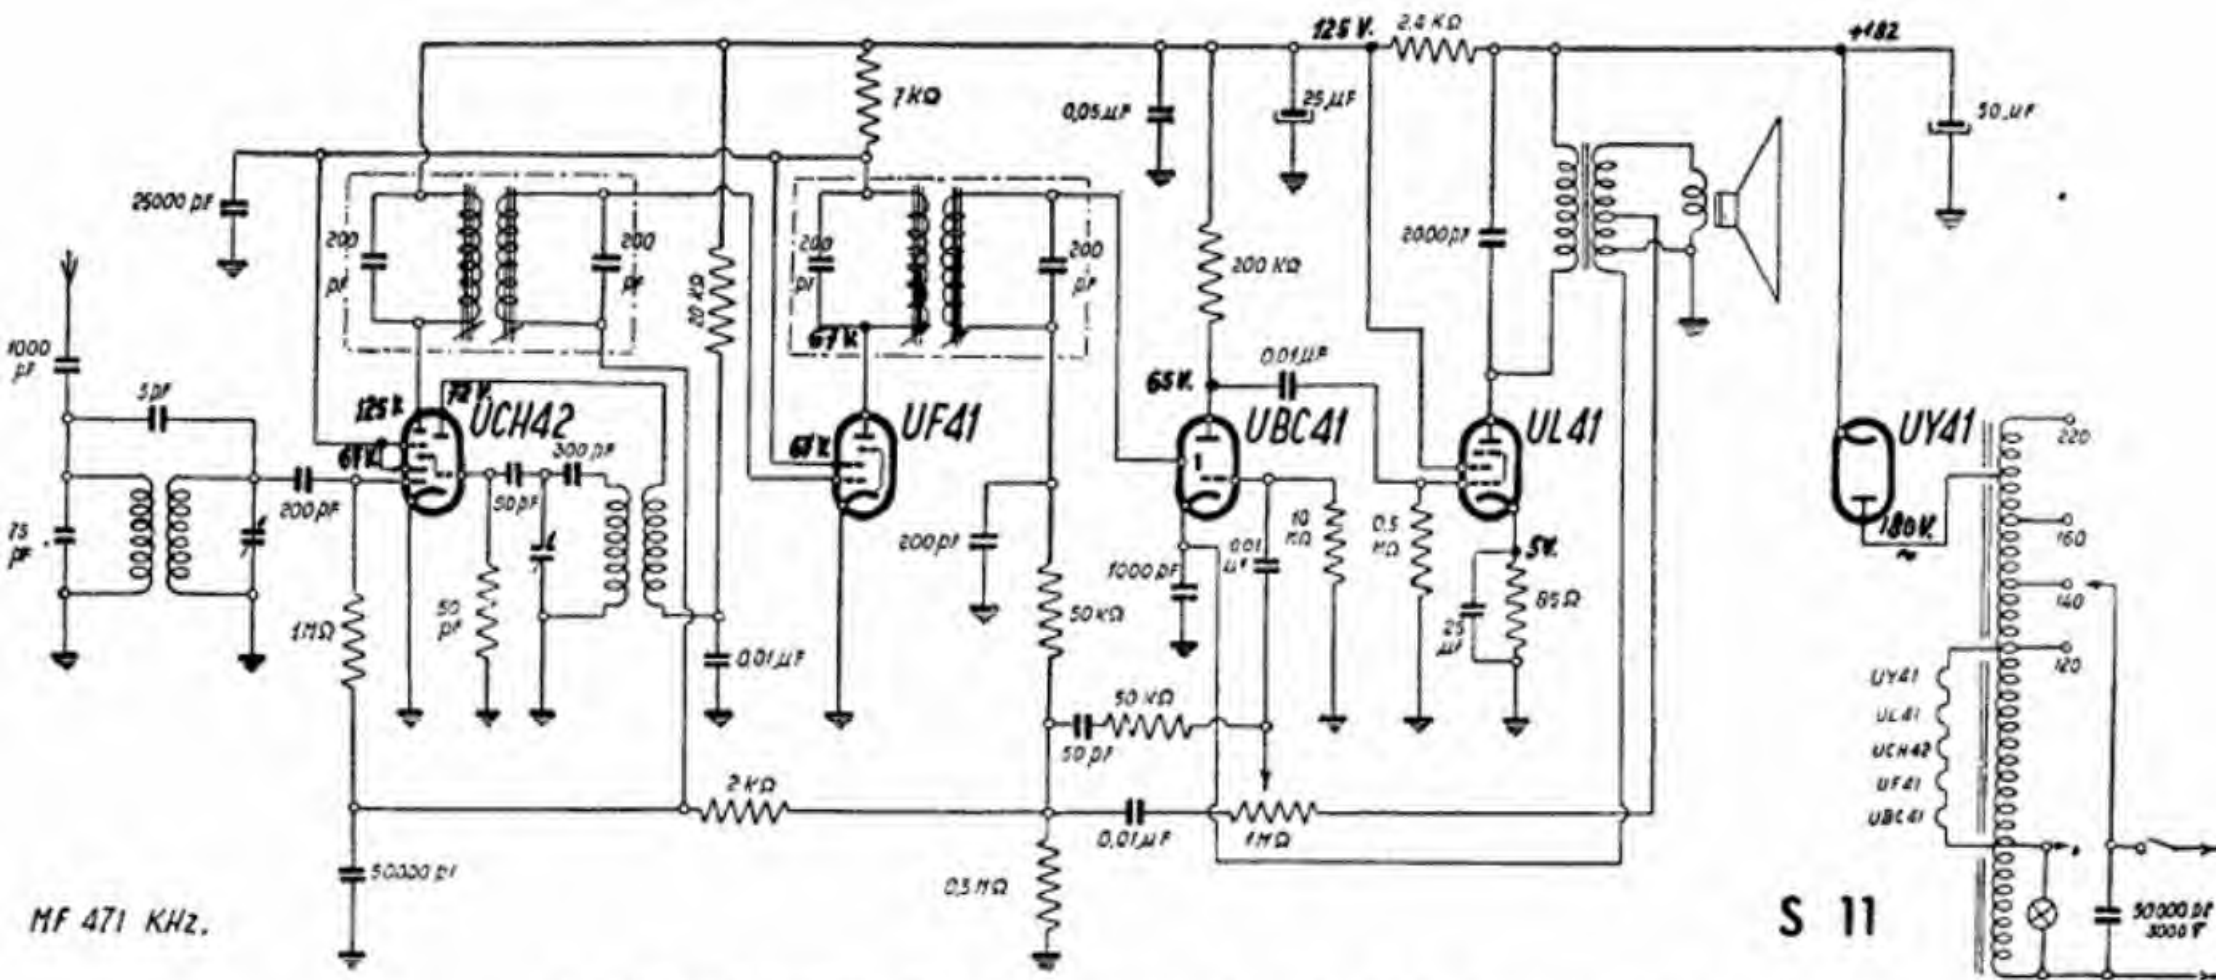 125 V.
2.4 KΩ
+182
7 KΩ
0,05 µF
25 µF
50 µF
25000 pF
200 pF
200 pF
20 KΩ
200 pF
200 pF
200 KΩ
2000 pF
1000 pF
5 pF
67 V.
0,01 µF
65 V.
125 V.
72 V.
UCH42
UF41
UBC41
UL41
UY41
220
67 V.
67 V.
300 pF
50 pF
200 pF
75 pF
180 V.
~
160
200 pF
10 MΩ
0.5 MΩ
5 V.
0.01 µF
1000 pF
140
85 Ω
25 µF
1 MΩ
50 pF
50 KΩ
0.01 µF
120
UY41
UL41
UCH42
UF41
UBC41
50 KΩ
50 pF
2 KΩ
0.01 µF
1 MΩ
50000 pF
MF 471 KHz.
S 11
50000 pF